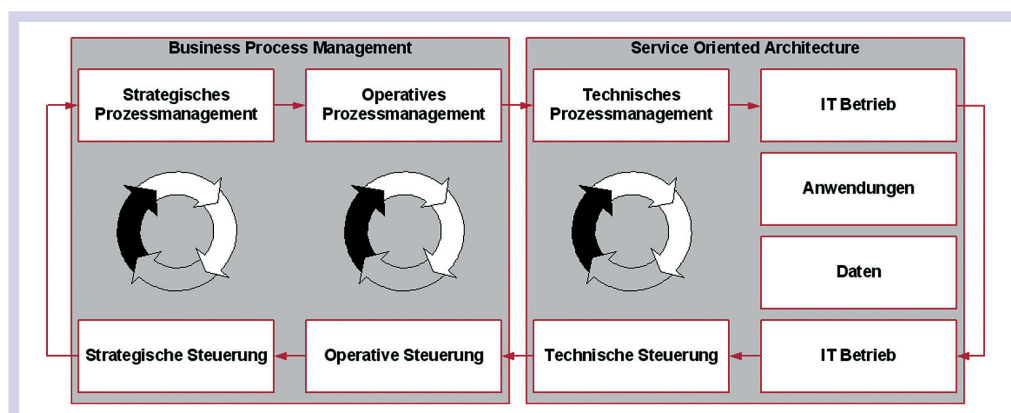 Business Process Management
Service Oriented Architecture
Strategisches
Prozessmanagement
Operatives
Prozessmanagement
Technisches
Prozessmanagement
IT Betrieb
Anwendungen
Daten
Strategische Steuerung
Operative Steuerung
Technische Steuerung
IT Betrieb